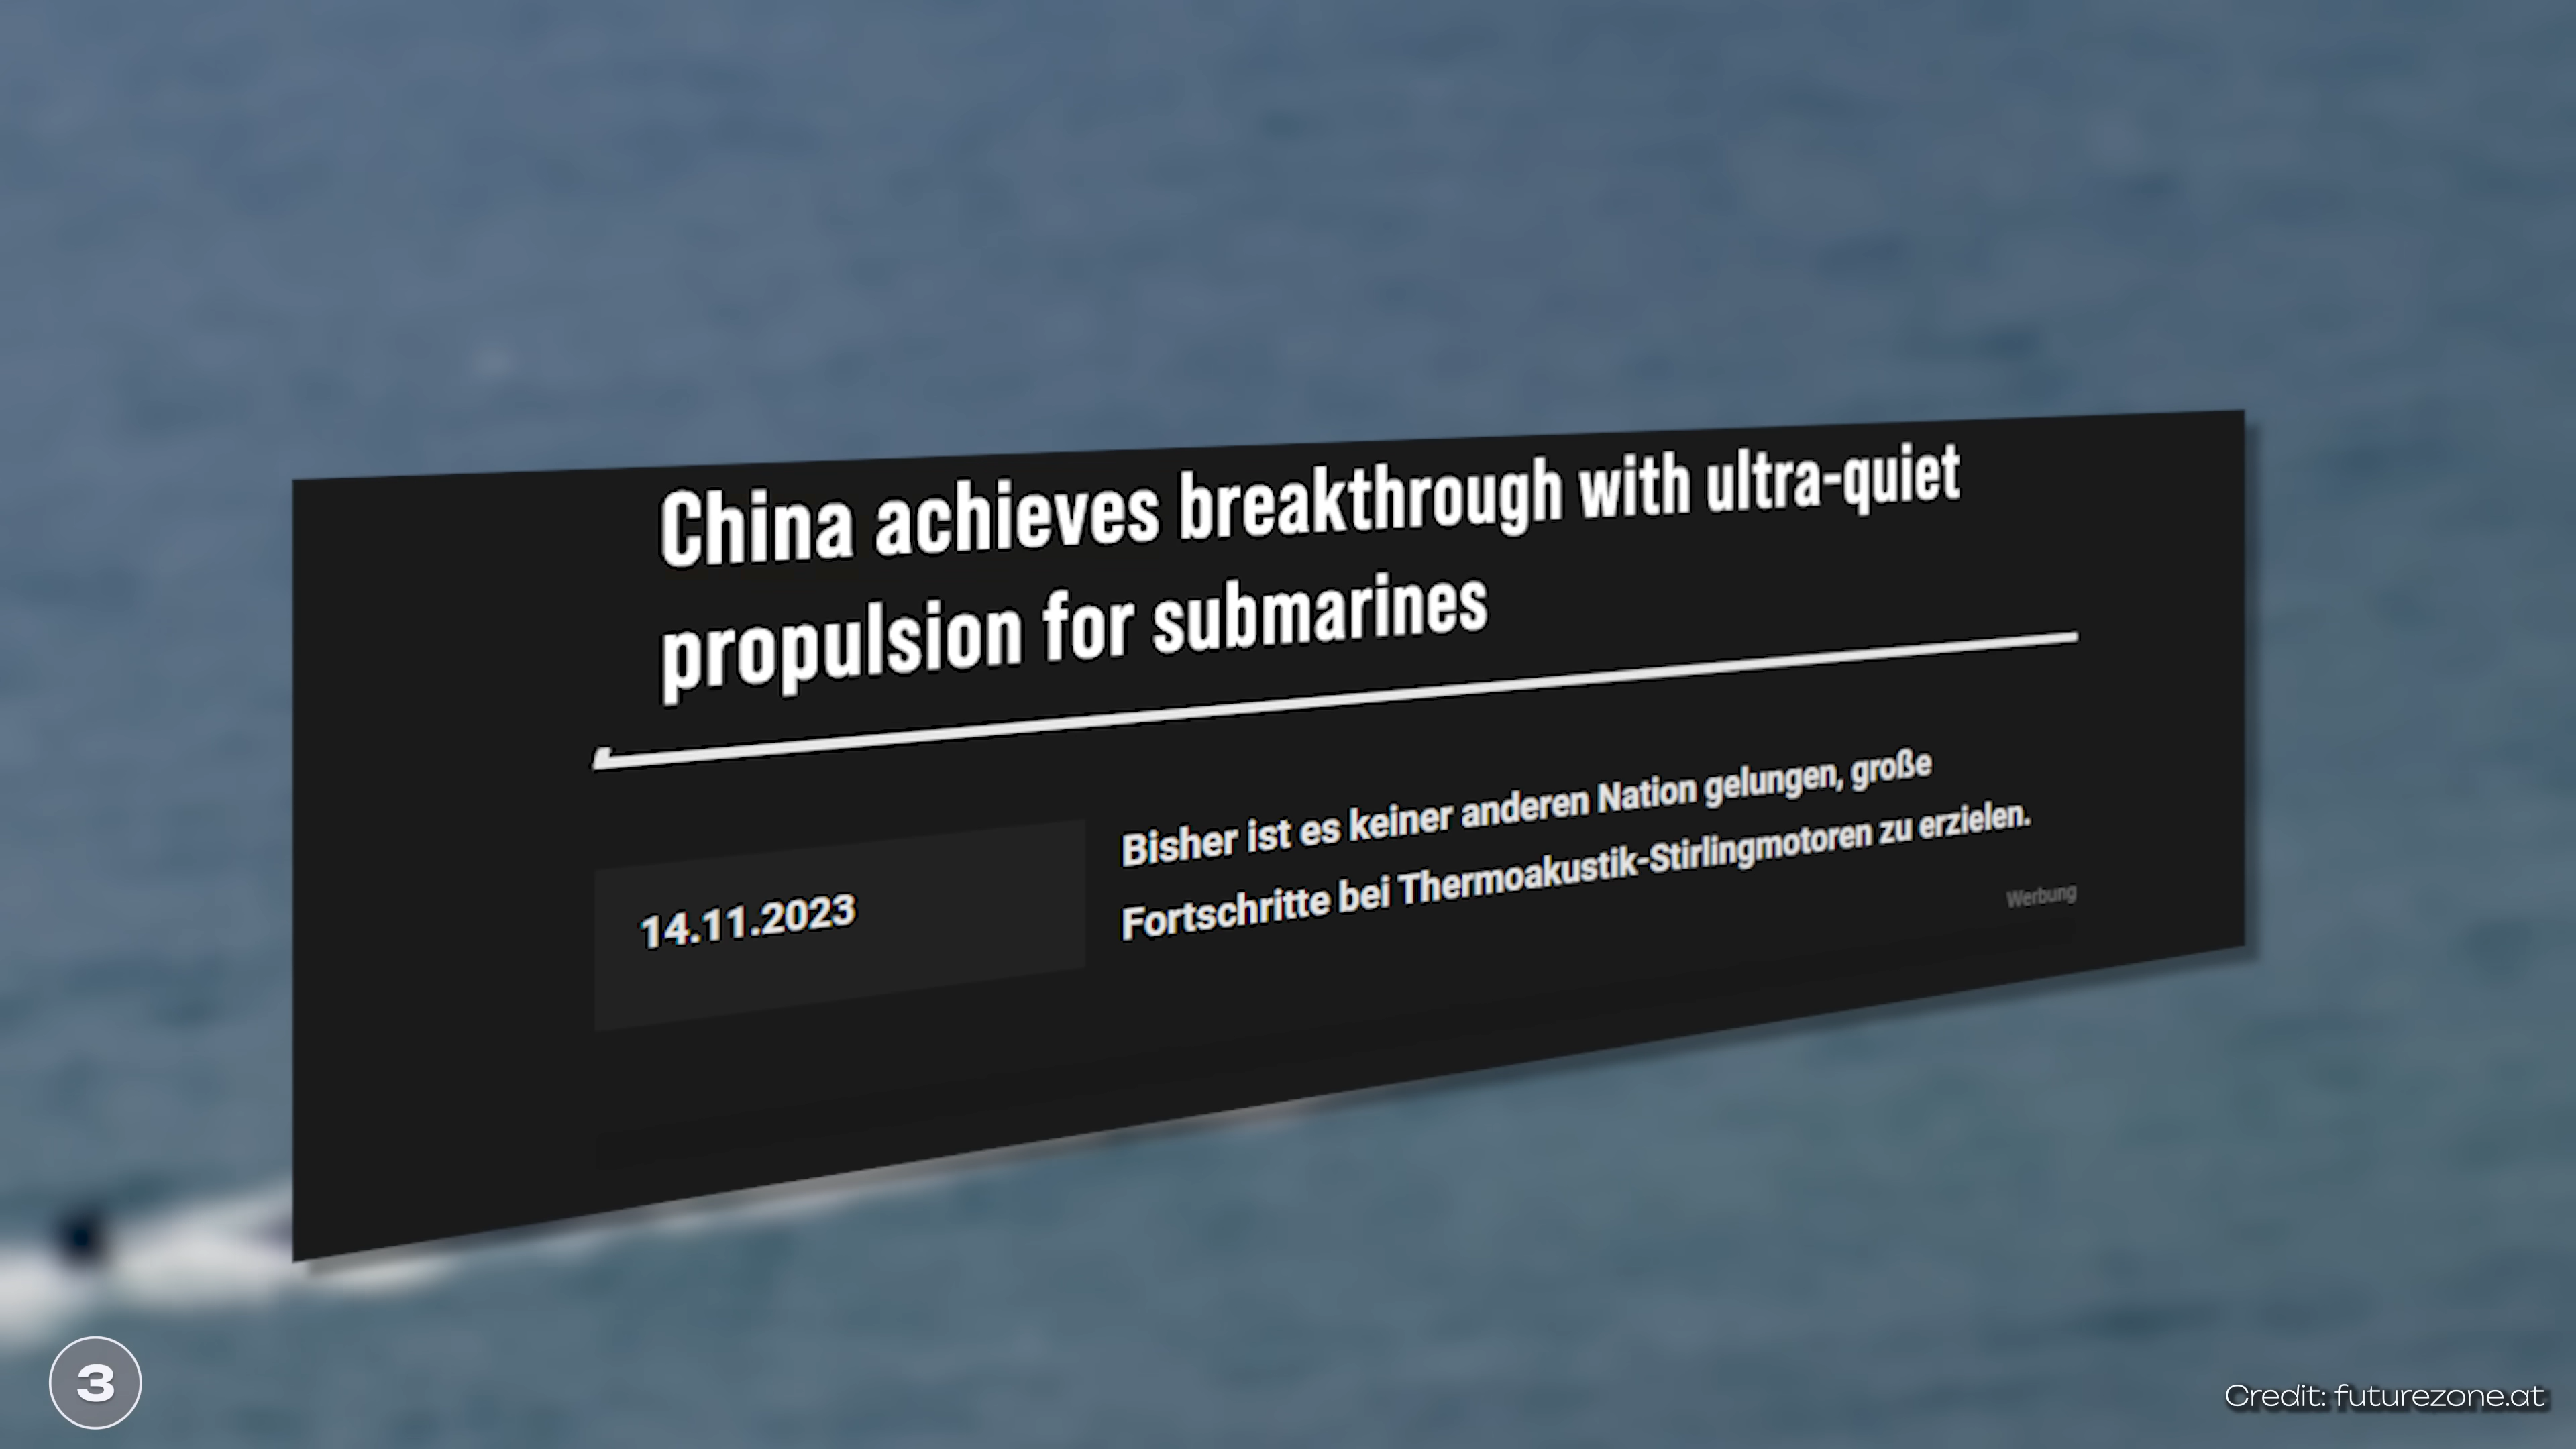 China achieves breakthrough with ultra-quiet
propulsion for submarines
14.11.2023
Bisher ist es keiner anderen Nation gelungen, große
Fortschritte bei Thermoakustik-Stirlingmotoren zu erzielen.
Werbung
3
Credit: futurezone.at